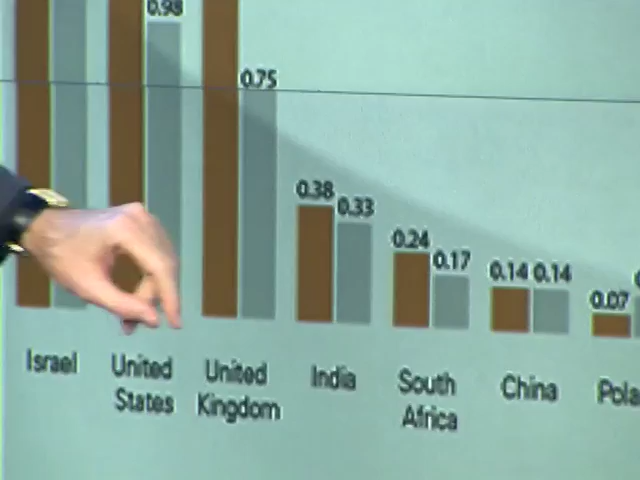 0.98
0.75
0.38
0.33
0.24
0.17
0.14
0.14
0.07
Israel
United
States
United
Kingdom
India
South
Africa
China
Pola